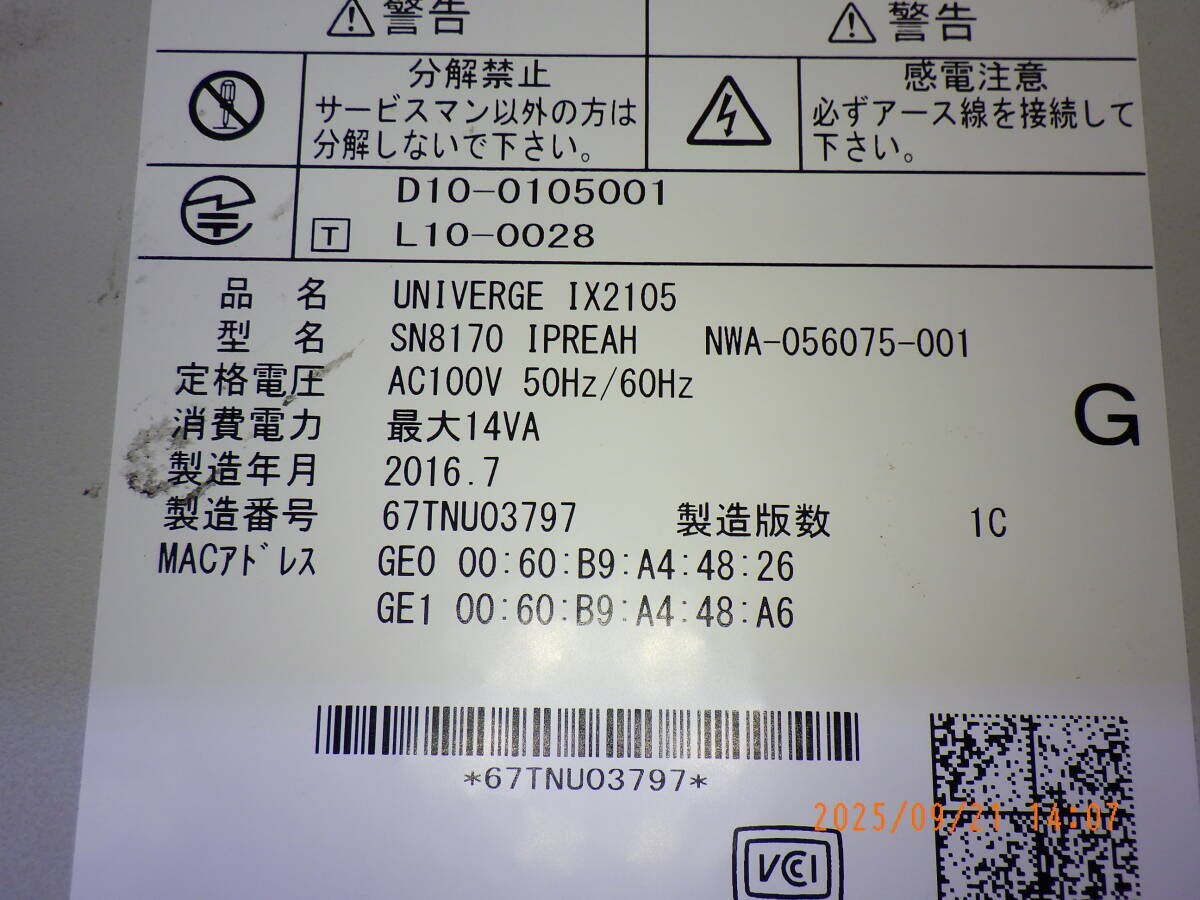 警告
警告
分解禁止
サービスマン以外の方は
分解しないで下さい。
感電注意
必ずアース線を接続して
下さい。
D10-0105001
T L10-0028
品 名 UNIVERGE IX2105
型 名 SN8170 IPREAH NWA-056075-001
定格電圧 AC100V 50Hz/60Hz
消費電力 最大14VA
G
製造年月 2016.7
製造番号 67TNU03797 製造版数 1C
MACｱﾄﾞﾚｽ GE0 00:60:B9:A4:48:26
GE1 00:60:B9:A4:48:A6
*67TNU03797*
2025/09/21 14:07
VCCI